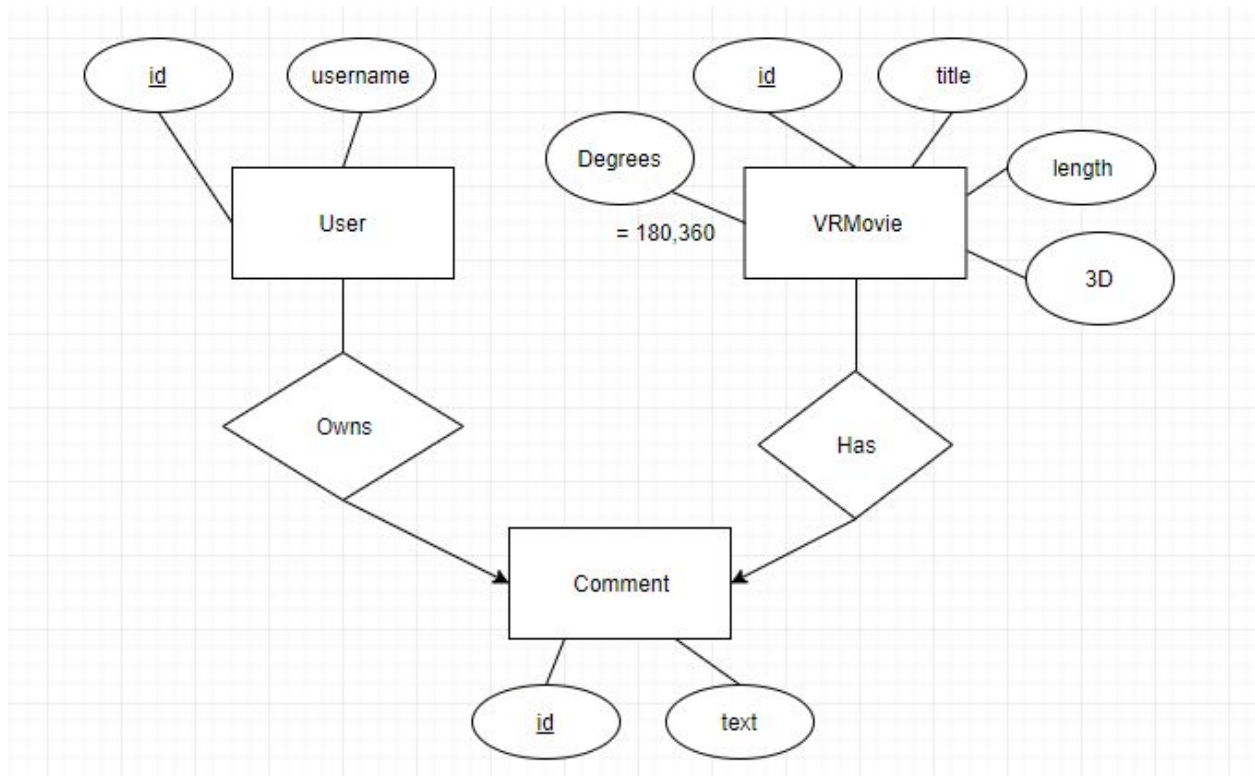 id
username
id
title
Degrees
length
User
VRMovie
= 180,360
3D
Owns
Has
Comment
id
text